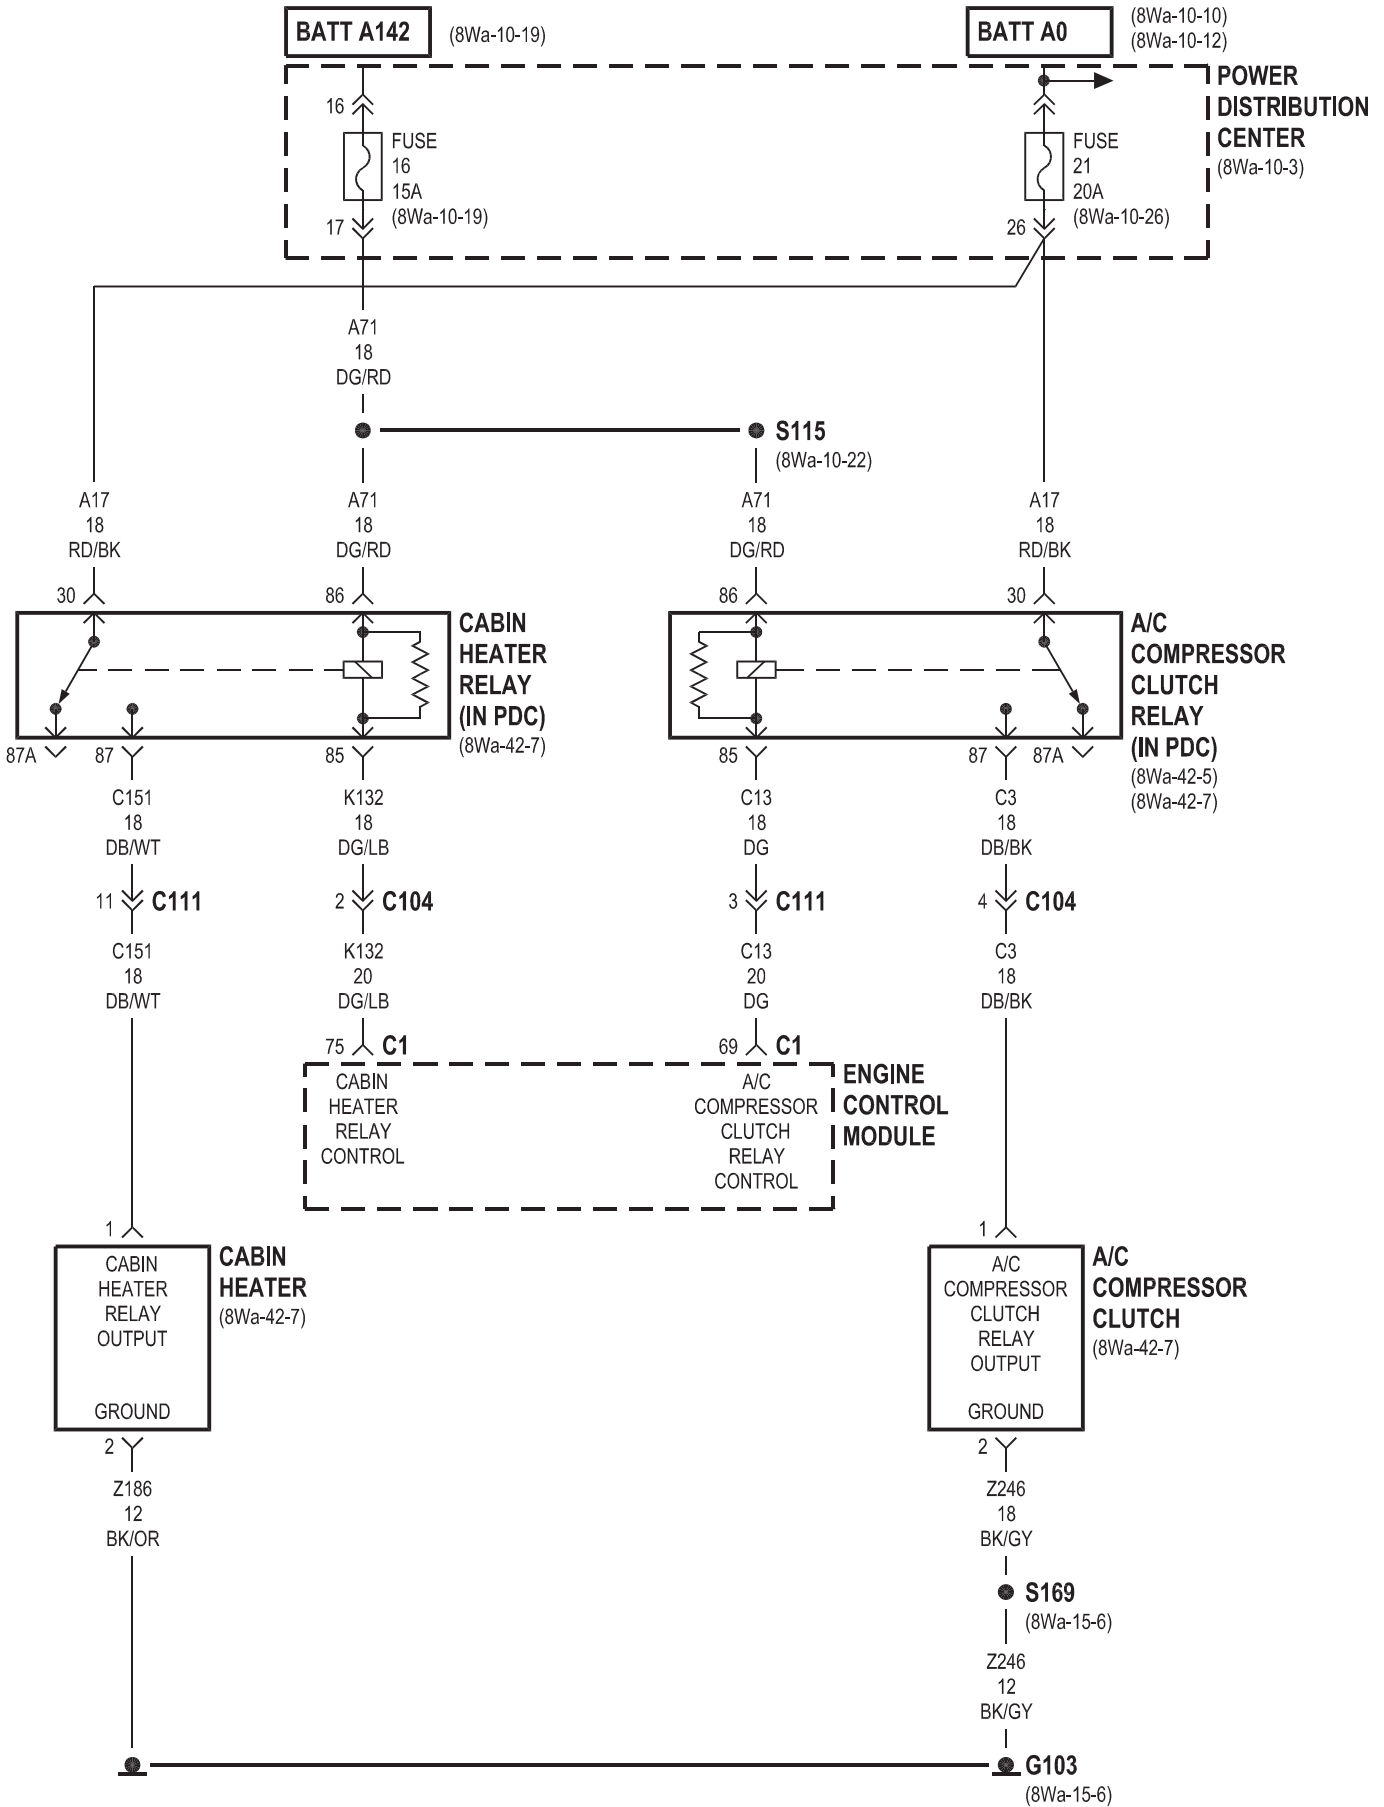 BATT A142
(8Wa-10-19)
BATT A0
(8Wa-10-10)
(8Wa-10-12)
POWER
DISTRIBUTION
CENTER
(8Wa-10-3)
16
FUSE
16
15A
(8Wa-10-19)
17
FUSE
21
20A
(8Wa-10-26)
26
A71
18
DG/RD
S115
(8Wa-10-22)
A17
18
RD/BK
A71
18
DG/RD
A71
18
DG/RD
A17
18
RD/BK
30
86
86
30
CABIN
HEATER
RELAY
(IN PDC)
(8Wa-42-7)
A/C
COMPRESSOR
CLUTCH
RELAY
(IN PDC)
(8Wa-42-5)
(8Wa-42-7)
87A
87
85
85
87
87A
C151
18
DB/WT
K132
18
DG/LB
C13
18
DG
C3
18
DB/BK
11
C111
2
C104
3
C111
4
C104
C151
18
DB/WT
K132
20
DG/LB
C13
20
DG
C3
18
DB/BK
75
C1
69
C1
CABIN
HEATER
RELAY
CONTROL
A/C
COMPRESSOR
CLUTCH
RELAY
CONTROL
ENGINE
CONTROL
MODULE
1
CABIN
HEATER
RELAY
OUTPUT
GROUND
CABIN
HEATER
(8Wa-42-7)
1
A/C
COMPRESSOR
CLUTCH
RELAY
OUTPUT
GROUND
A/C
COMPRESSOR
CLUTCH
(8Wa-42-7)
2
Z186
12
BK/OR
2
Z246
18
BK/GY
S169
(8Wa-15-6)
Z246
12
BK/GY
G103
(8Wa-15-6)